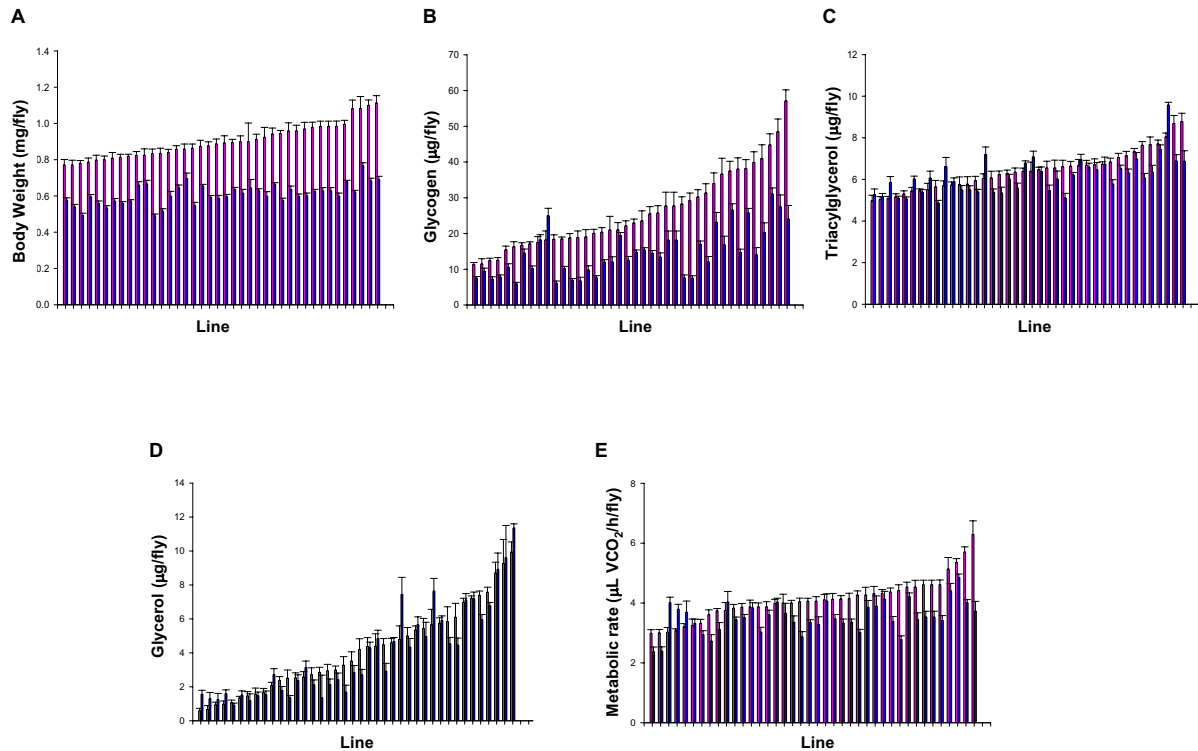 A
Body Weight (mg/fly)
1.4
1.2
1.0
0.8
0.6
0.4
0.2
0.0
Line
B
Glycogen (μg/fly)
70
60
50
40
30
20
10
0
Line
C
Triacylglycerol (μg/fly)
12
10
8
6
4
2
0
Line
D
Glycerol (μg/fly)
14
12
10
8
6
4
2
0
Line
E
Metabolic rate (μL VCO₂/h/fly)
8
6
4
2
0
Line